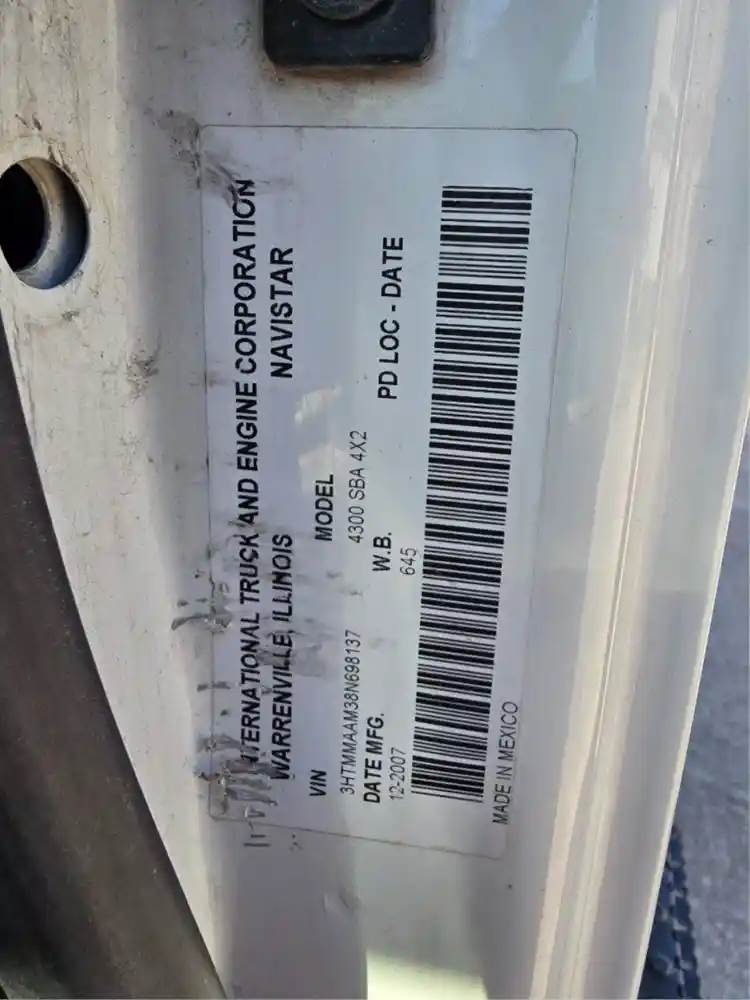 INTERNATIONAL TRUCK AND ENGINE CORPORATION
WARRENVILLE, ILLINOIS NAVISTAR
VIN MODEL
3HTMMAAM38N698137 4300 SBA 4X2
DATE MFG. W.B. PD LOC - DATE
12-2007 645
MADE IN MEXICO